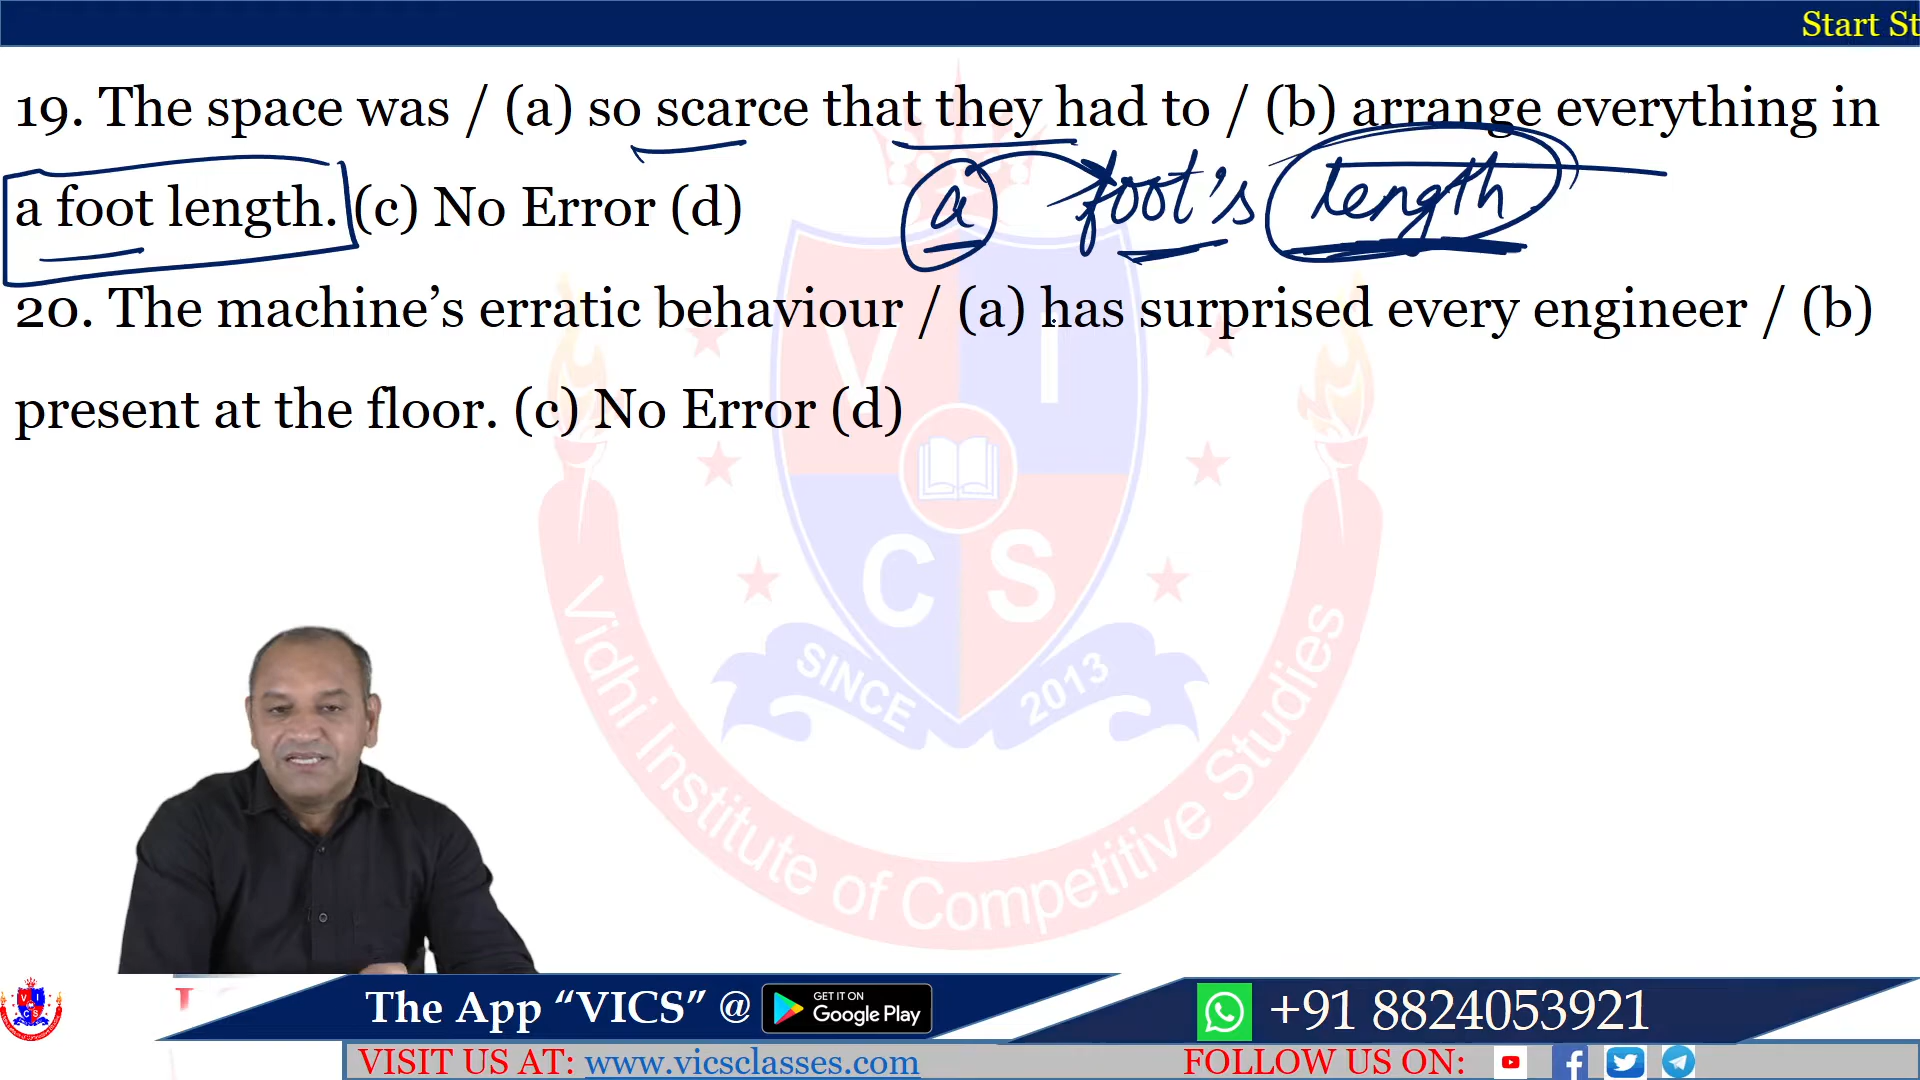 Start St
19. The space was / (a) so scarce that they had to / (b) arrange everything in
a foot length. (c) No Error (d)
a foot's length
20. The machine’s erratic behaviour / (a) has surprised every engineer / (b)
present at the floor. (c) No Error (d)
V I
C S
SINCE 2013
Vidhi Institute of Competitive Studies
The App “VICS” @
GET IT ON
Google Play
+91 8824053921
VISIT US AT: www.vicsclasses.com
FOLLOW US ON: